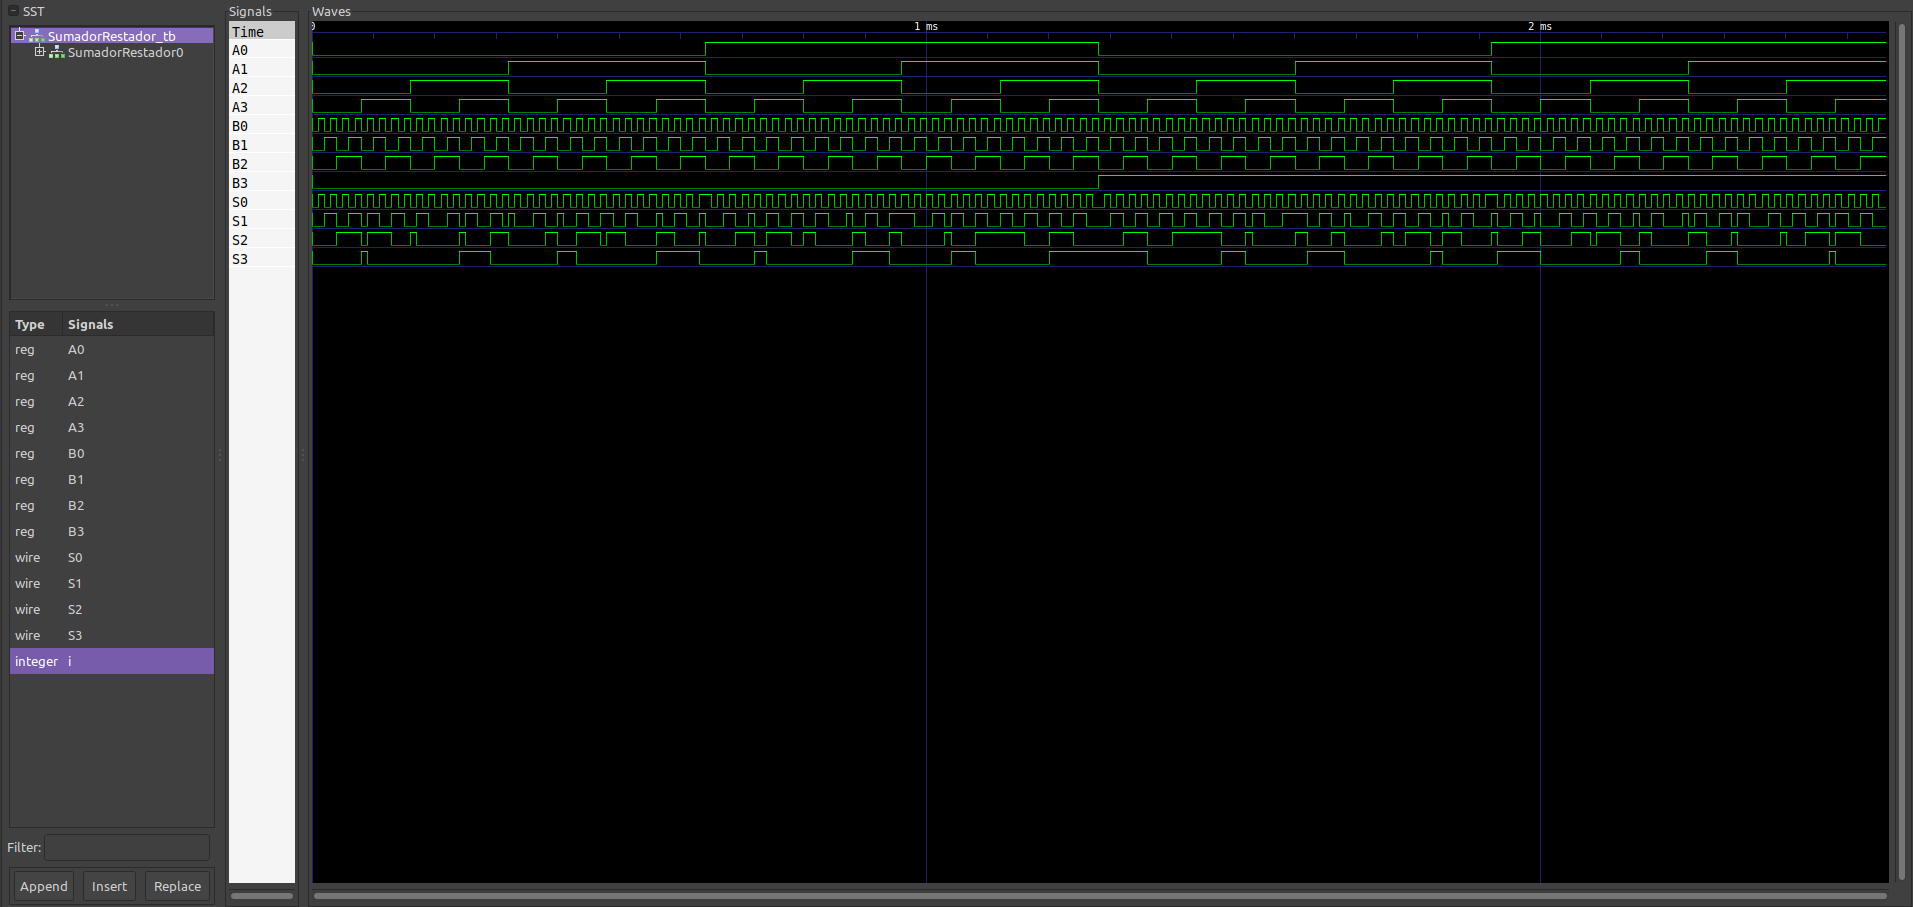 SST
SumadorRestador_tb
SumadorRestador0
Type Signals
reg A0
reg A1
reg A2
reg A3
reg B0
reg B1
reg B2
reg B3
wire S0
wire S1
wire S2
wire S3
integer i
Filter:
Append Insert Replace
Signals
Time
A0
A1
A2
A3
B0
B1
B2
B3
S0
S1
S2
S3
Waves
0 1 ms 2 ms